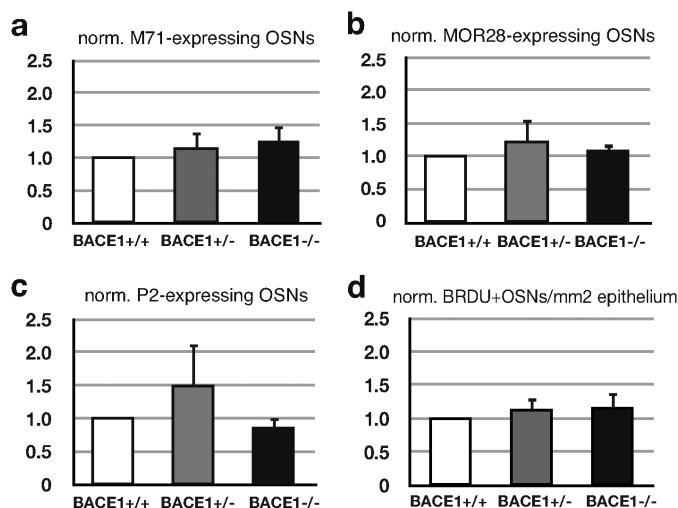 a
norm. M71-expressing OSNs
2.5
2.0
1.5
1.0
0.5
0
BACE1+/+ BACE1+/- BACE1-/-
b
norm. MOR28-expressing OSNs
2.5
2.0
1.5
1.0
0.5
0
BACE1+/+ BACE1+/- BACE1-/-
c
norm. P2-expressing OSNs
2.5
2.0
1.5
1.0
0.5
0
BACE1+/+ BACE1+/- BACE1-/-
d
norm. BRDU+OSNs/mm2 epithelium
2.5
2.0
1.5
1.0
0.5
0
BACE1+/+ BACE1+/- BACE1-/-